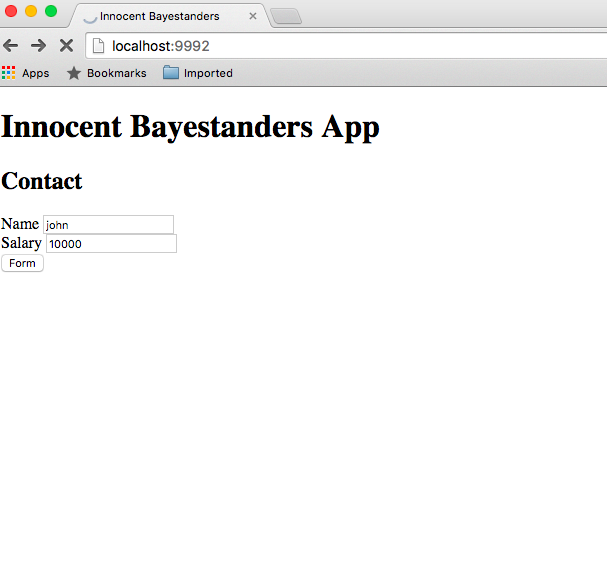 Innocent Bayestanders
localhost:9992
Apps Bookmarks Imported
Innocent Bayestanders App
Contact
Name john
Salary 10000
Form